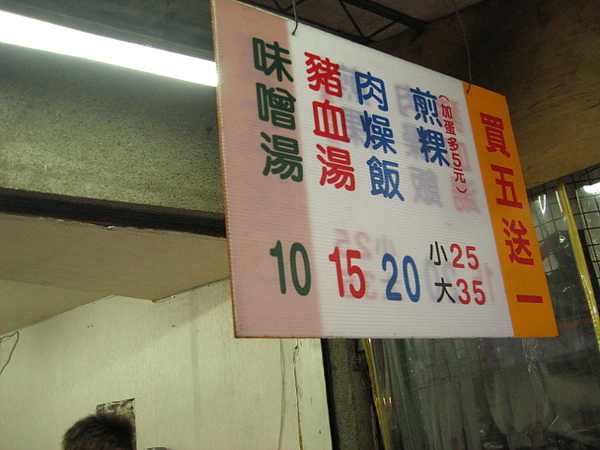 買五送一
煎粿
(加蛋多5元)
小25
大35
肉燥飯
20
豬血湯
15
味噌湯
10